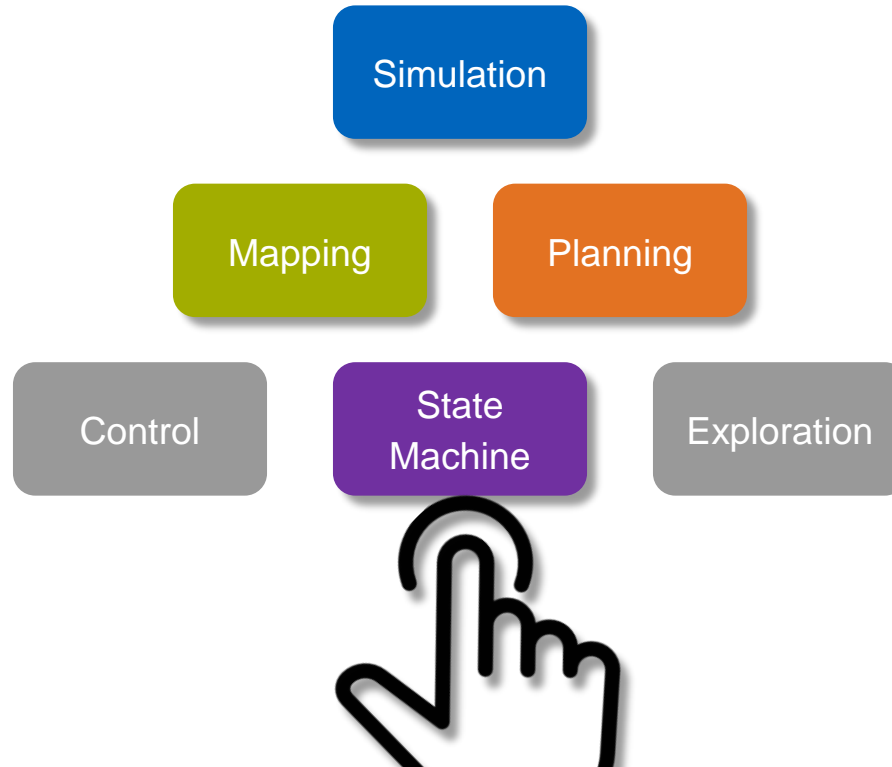 Simulation
Mapping
Planning
Control
State
Machine
Exploration